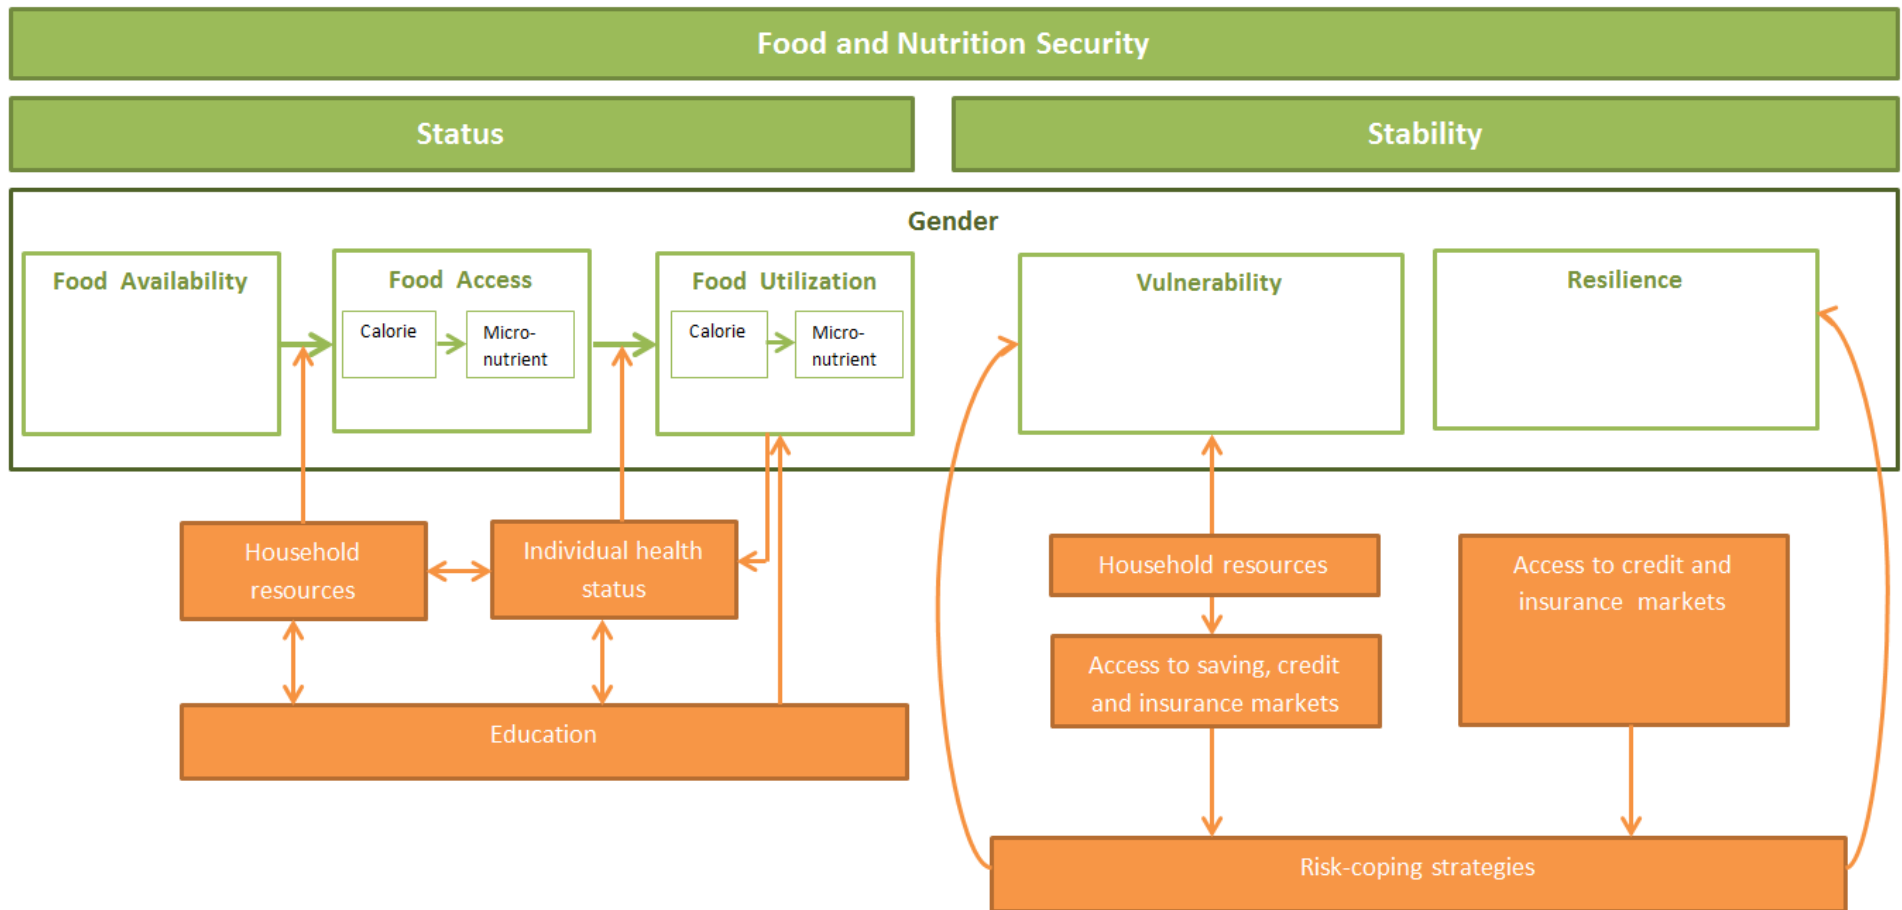 Food and Nutrition Security
Status
Stability
Gender
Food Availability
Food Access
Calorie
Micro-
nutrient
Food Utilization
Calorie
Micro-
nutrient
Vulnerability
Resilience
Household
resources
Individual health
status
Education
Household resources
Access to saving, credit
and insurance markets
Access to credit and
insurance markets
Risk-coping strategies